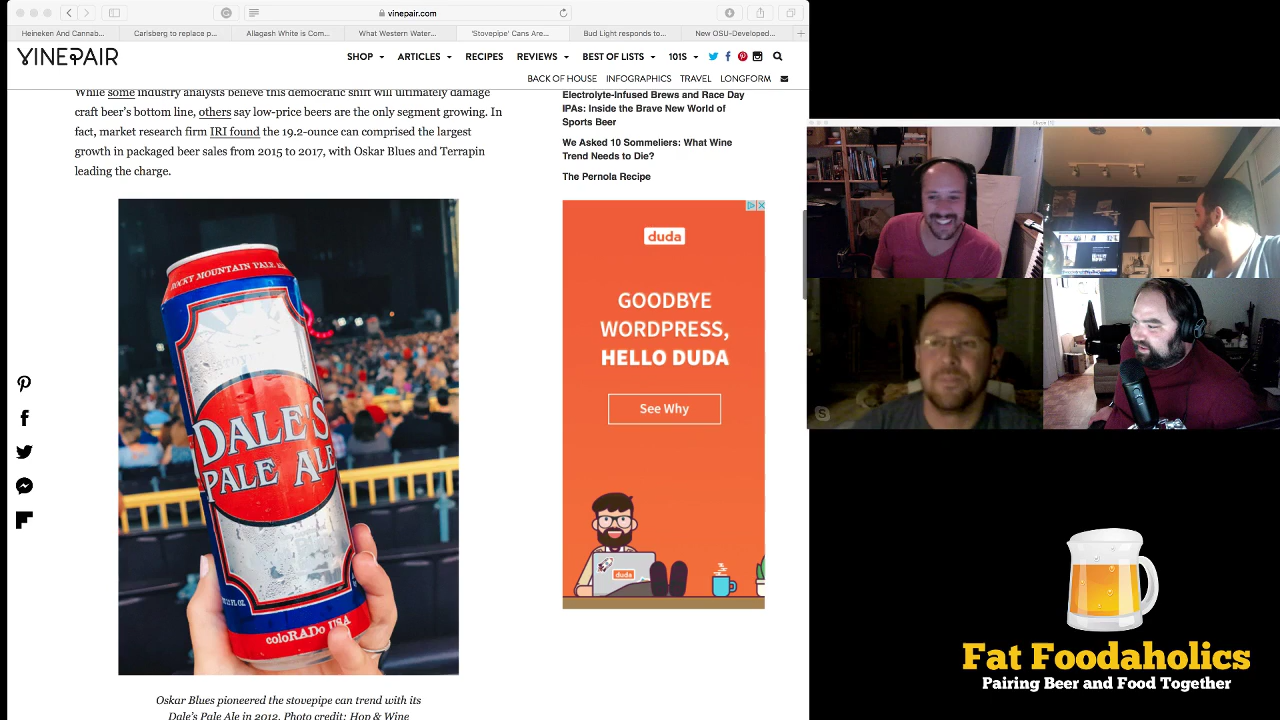 vinepair.com
Heineken And Cannab...
Carlsberg to replace p...
Allagash White is Com...
What Western Water...
'Stovepipe' Cans Are...
Bud Light responds to...
New OSU-Developed...
VINEPAIR
SHOP
ARTICLES
RECIPES
REVIEWS
BEST OF LISTS
101S
BACK OF HOUSE
INFOGRAPHICS
TRAVEL
LONGFORM
While some industry analysts believe this democratic shift will ultimately damage
craft beer's bottom line, others say low-price beers are the only segment growing. In
fact, market research firm IRI found the 19.2-ounce can comprised the largest
growth in packaged beer sales from 2015 to 2017, with Oskar Blues and Terrapin
leading the charge.
ROCKY MOUNTAIN PALE
DALE'S
PALE ALE
FL OZ.
coloRADo USA
Oskar Blues pioneered the stovepipe can trend with its
Dale's Pale Ale in 2012. Photo credit: Hop & Wine
Electrolyte-Infused Brews and Race Day
IPAs: Inside the Brave New World of
Sports Beer
We Asked 10 Sommeliers: What Wine
Trend Needs to Die?
The Pernola Recipe
duda
GOODBYE
WORDPRESS,
HELLO DUDA
See Why
duda
Fat Foodaholics
Pairing Beer and Food Together